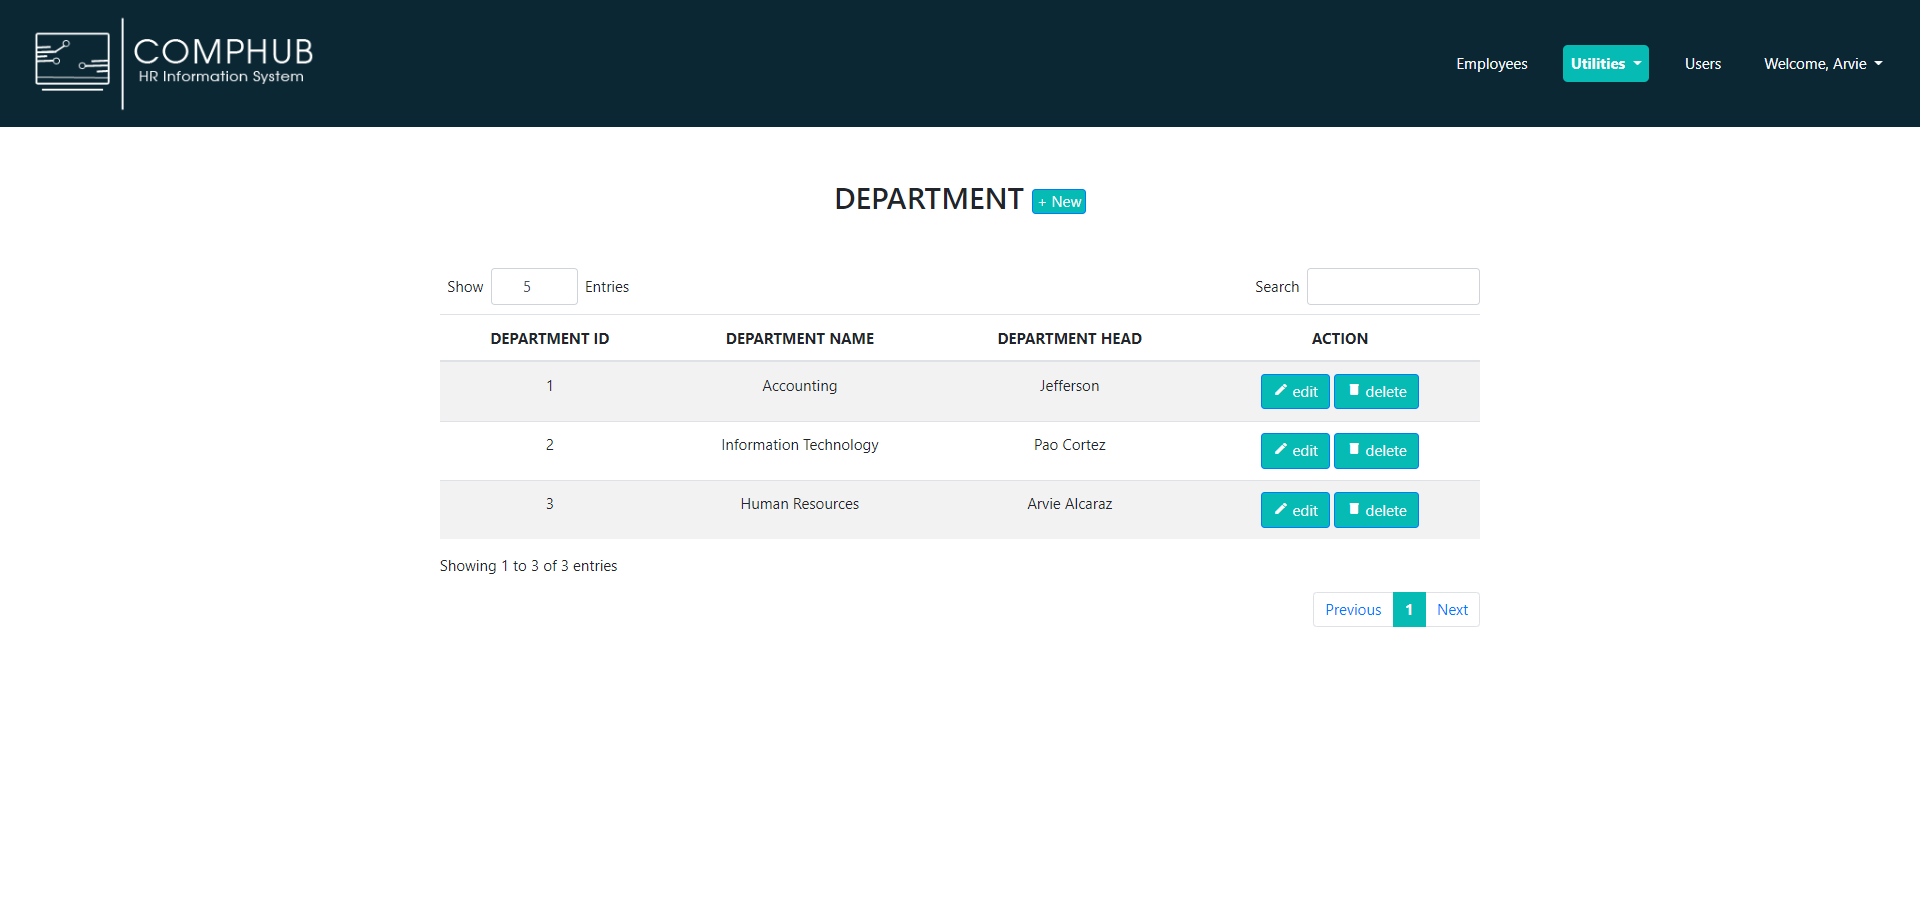 COMPHUB
HR Information System
Employees Utilities Users Welcome, Arvie
DEPARTMENT + New
Show 5 Entries Search
DEPARTMENT ID DEPARTMENT NAME DEPARTMENT HEAD ACTION
1 Accounting Jefferson edit delete
2 Information Technology Pao Cortez edit delete
3 Human Resources Arvie Alcaraz edit delete
Showing 1 to 3 of 3 entries
Previous 1 Next